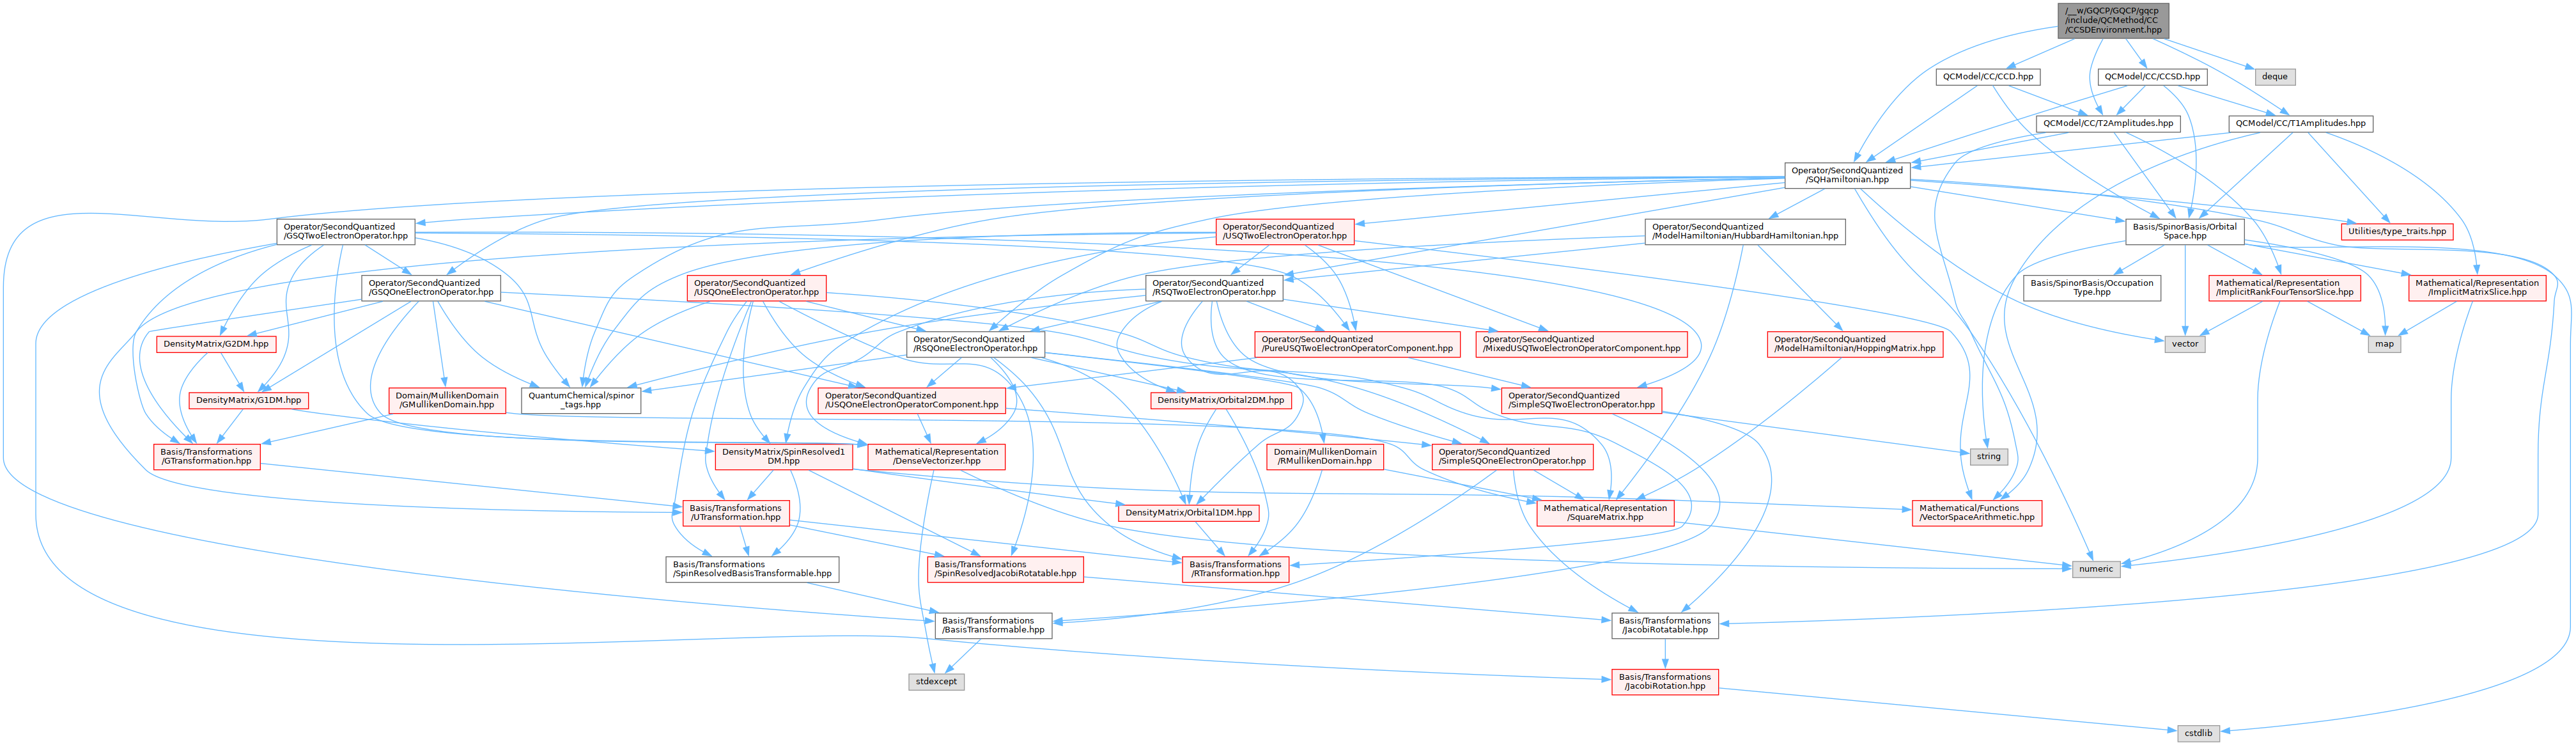 /__w/GQCP/GQCP/gqcp
/include/QCMethod/CC
/CCSDEnvironment.hpp
QCModel/CC/CCD.hpp
QCModel/CC/CCSD.hpp
deque
QCModel/CC/T2Amplitudes.hpp
QCModel/CC/T1Amplitudes.hpp
Operator/SecondQuantized
/SQHamiltonian.hpp
Operator/SecondQuantized
/GSQTwoElectronOperator.hpp
Operator/SecondQuantized
/USQTwoElectronOperator.hpp
Operator/SecondQuantized
/ModelHamiltonian/HubbardHamiltonian.hpp
Basis/SpinorBasis/Orbital
Space.hpp
Utilities/type_traits.hpp
Operator/SecondQuantized
/GSQOneElectronOperator.hpp
Operator/SecondQuantized
/USQOneElectronOperator.hpp
Operator/SecondQuantized
/RSQTwoElectronOperator.hpp
Basis/SpinorBasis/Occupation
Type.hpp
Mathematical/Representation
/ImplicitRankFourTensorSlice.hpp
Mathematical/Representation
/ImplicitMatrixSlice.hpp
DensityMatrix/G2DM.hpp
Operator/SecondQuantized
/RSQOneElectronOperator.hpp
Operator/SecondQuantized
/PureUSQTwoElectronOperatorComponent.hpp
Operator/SecondQuantized
/MixedUSQTwoElectronOperatorComponent.hpp
Operator/SecondQuantized
/ModelHamiltonian/HoppingMatrix.hpp
vector
map
DensityMatrix/G1DM.hpp
Domain/MullikenDomain
/GMullikenDomain.hpp
QuantumChemical/spinor
_tags.hpp
Operator/SecondQuantized
/USQOneElectronOperatorComponent.hpp
DensityMatrix/Orbital2DM.hpp
Operator/SecondQuantized
/SimpleSQTwoElectronOperator.hpp
Basis/Transformations
/GTransformation.hpp
DensityMatrix/SpinResolved1
DM.hpp
Mathematical/Representation
/DenseVectorizer.hpp
Domain/MullikenDomain
/RMullikenDomain.hpp
Operator/SecondQuantized
/SimpleSQOneElectronOperator.hpp
string
Basis/Transformations
/UTransformation.hpp
DensityMatrix/Orbital1DM.hpp
Mathematical/Representation
/SquareMatrix.hpp
Mathematical/Functions
/VectorSpaceArithmetic.hpp
Basis/Transformations
/SpinResolvedBasisTransformable.hpp
Basis/Transformations
/SpinResolvedJacobiRotatable.hpp
Basis/Transformations
/RTransformation.hpp
numeric
Basis/Transformations
/BasisTransformable.hpp
Basis/Transformations
/JacobiRotatable.hpp
stdexcept
Basis/Transformations
/JacobiRotation.hpp
cstdlib